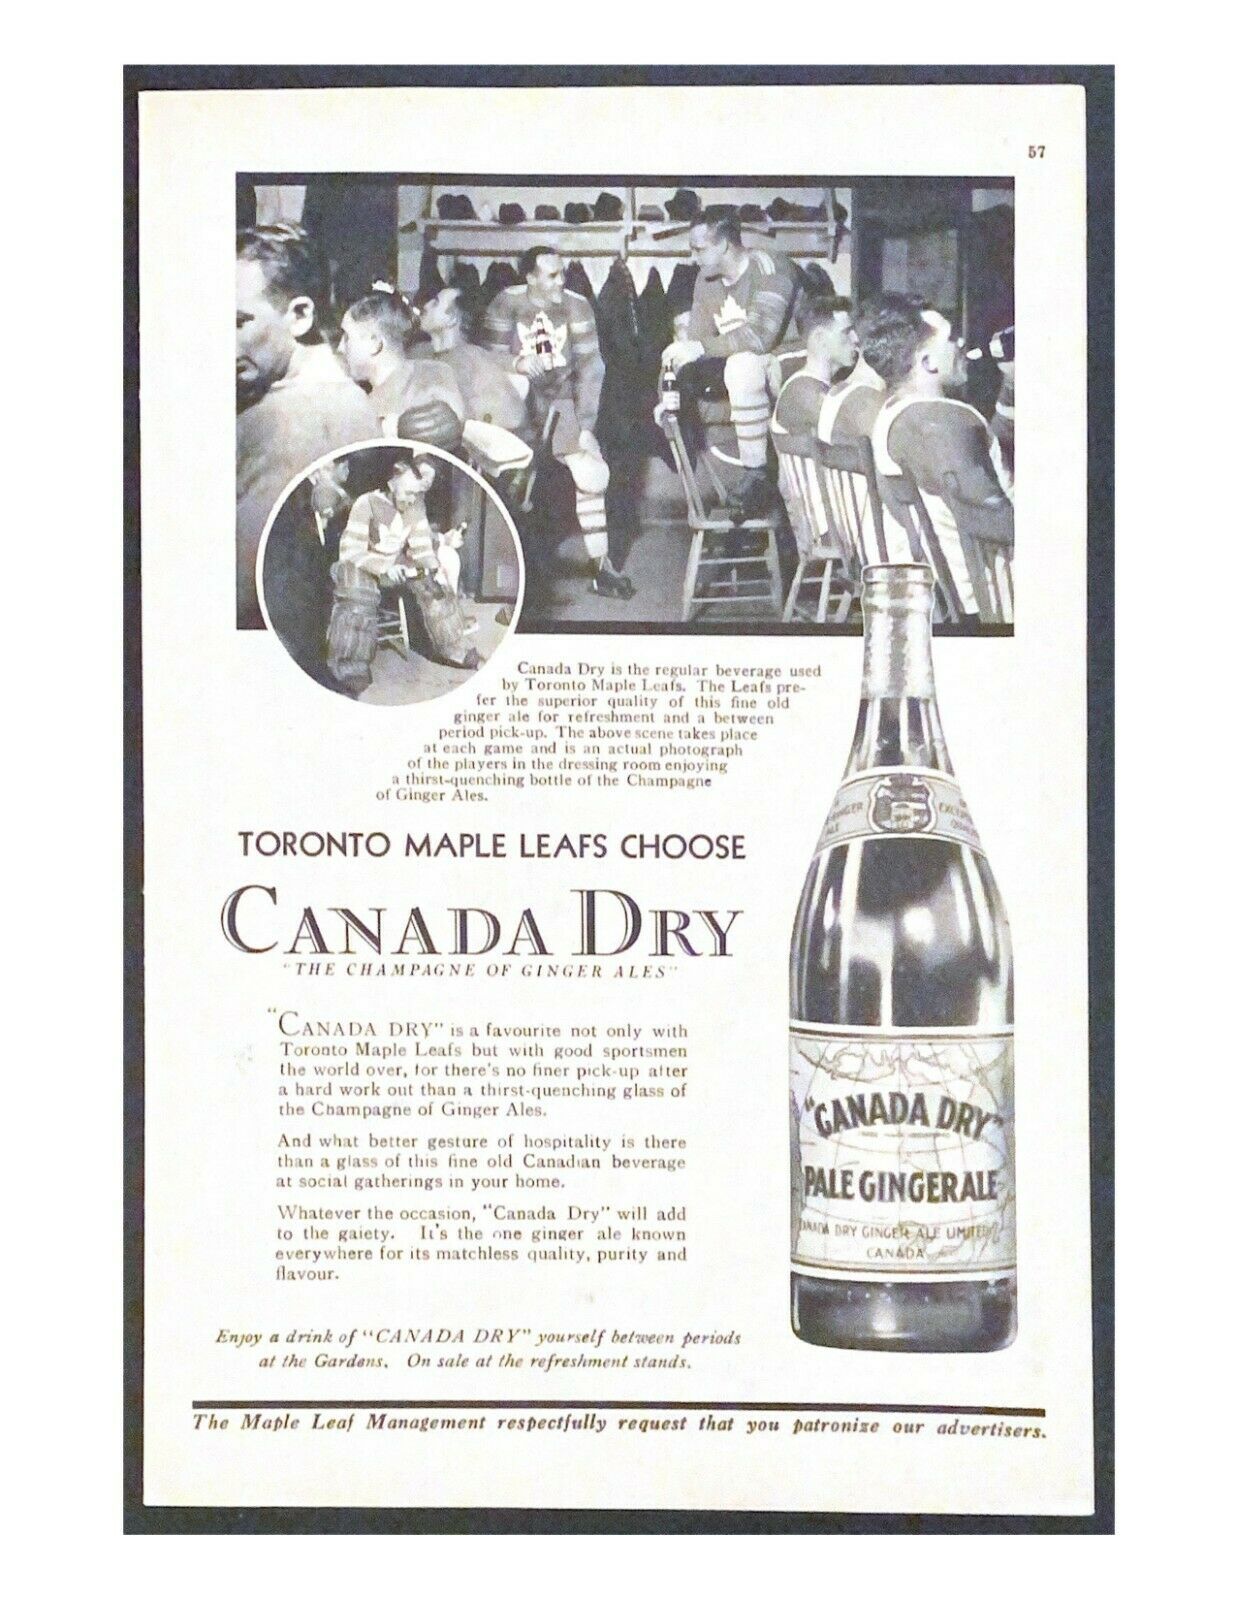 57
Canada Dry is the regular beverage used
by Toronto Maple Leafs. The Leafs pre-
fer the superior quality of this fine old
ginger ale for refreshment and a between
period pick-up. The above scene takes place
at each game and is an actual photograph
of the players in the dressing room enjoying
a thirst-quenching bottle of the Champagne
of Ginger Ales.
TORONTO MAPLE LEAFS CHOOSE
CANADA DRY
"THE CHAMPAGNE OF GINGER ALES"
"CANADA DRY" is a favourite not only with
Toronto Maple Leafs but with good sportsmen
the world over, for there's no finer pick-up after
a hard work out than a thirst-quenching glass of
the Champagne of Ginger Ales.
And what better gesture of hospitality is there
than a glass of this fine old Canadian beverage
at social gatherings in your home.
Whatever the occasion, "Canada Dry" will add
to the gaiety. It's the one ginger ale known
everywhere for its matchless quality, purity and
flavour.
Enjoy a drink of "CANADA DRY" yourself between periods
at the Gardens. On sale at the refreshment stands.
"CANADA DRY"
PALE GINGER ALE
CANADA DRY GINGER ALE LIMITED
CANADA
The Maple Leaf Management respectfully request that you patronize our advertisers.